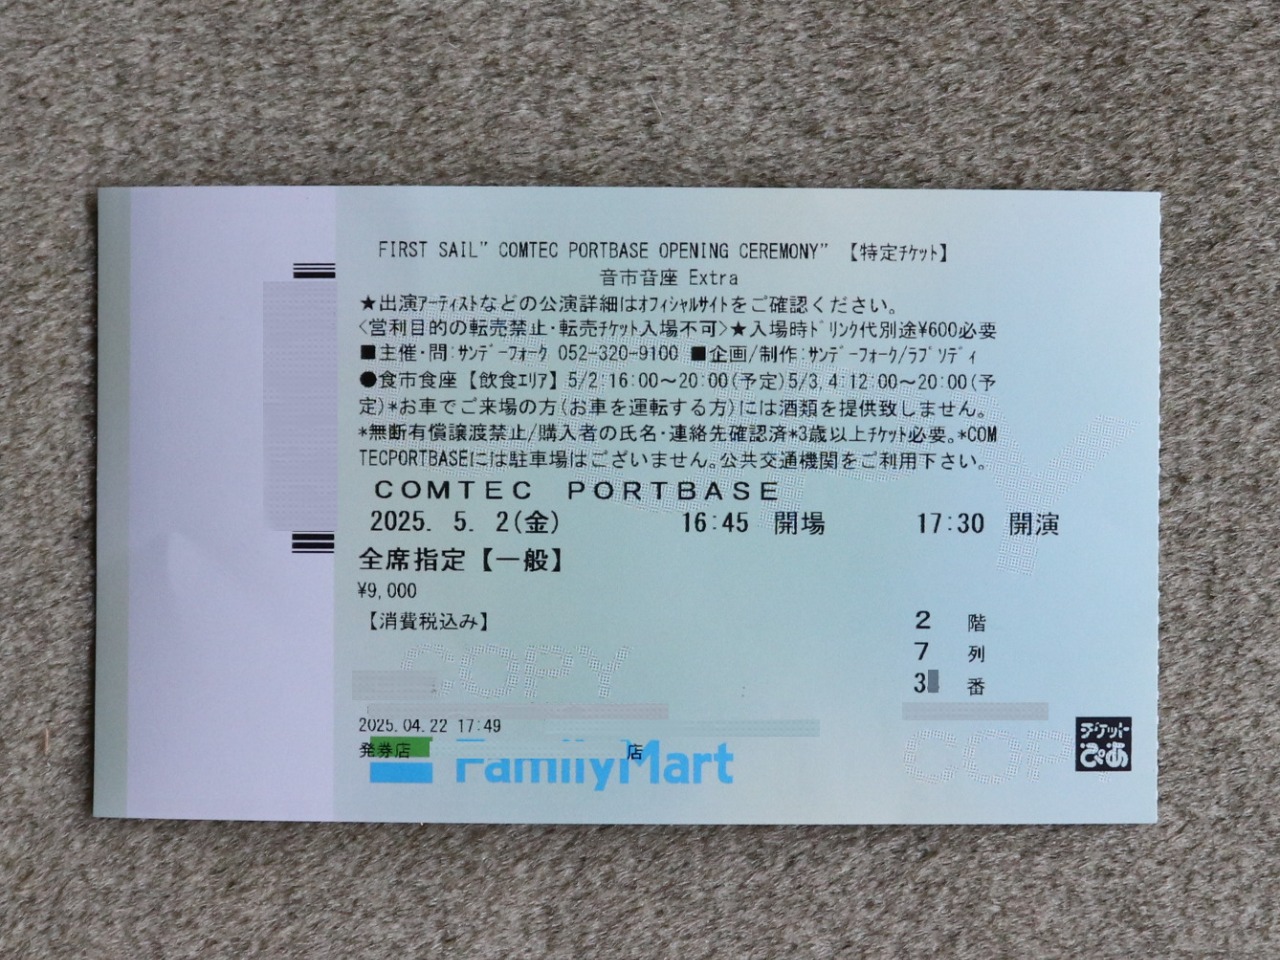 FIRST SAIL” COMTEC PORTBASE OPENING CEREMONY” 【特定ﾁｹｯﾄ】
音市音座 Extra
★出演ｱｰﾃｨｽﾄなどの公演詳細はｵﾌｨｼｬﾙｻｲﾄをご確認ください。
<営利目的の転売禁止・転売ﾁｹｯﾄ入場不可>★入場時ﾄﾞﾘﾝｸ代別途¥600必要
■主催・問:ｻﾝﾃﾞｰﾌｫｰｸ 052-320-9100 ■企画/制作:ｻﾝﾃﾞｰﾌｫｰｸ/ﾗﾌﾟｿﾃﾞｨ
●食市食座【飲食ｴﾘｱ】5/2 16:00〜20:00(予定)5/3,4:12:00〜20:00(予
定)*お車でご来場の方(お車を運転する方)には酒類を提供致しません。
*無断有償譲渡禁止/購入者の氏名・連絡先確認済*3歳以上ﾁｹｯﾄ必要。*COM
TECPORTBASEには駐車場はございません。公共交通機関をご利用下さい。
COMTEC PORTBASE
2025. 5. 2(金) 16:45 開場 17:30 開演
全席指定【一般】
¥9,000
【消費税込み】
2 階
7 列
3 番
COPY
2025.04.22 17:49
発券店 店
FamilyMart
COPY
チケットぴあ